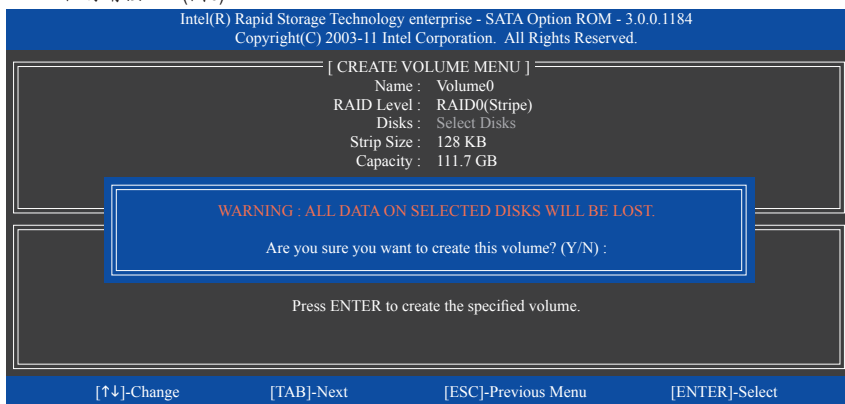 Intel(R) Rapid Storage Technology enterprise - SATA Option ROM - 3.0.0.1184
Copyright(C) 2003-11 Intel Corporation. All Rights Reserved.
[ CREATE VOLUME MENU ]
Name : Volume0
RAID Level : RAID0(Stripe)
Disks : Select Disks
Strip Size : 128 KB
Capacity : 111.7 GB
WARNING : ALL DATA ON SELECTED DISKS WILL BE LOST.
Are you sure you want to create this volume? (Y/N) :
Press ENTER to create the specified volume.
[↑↓]-Change [TAB]-Next [ESC]-Previous Menu [ENTER]-Select